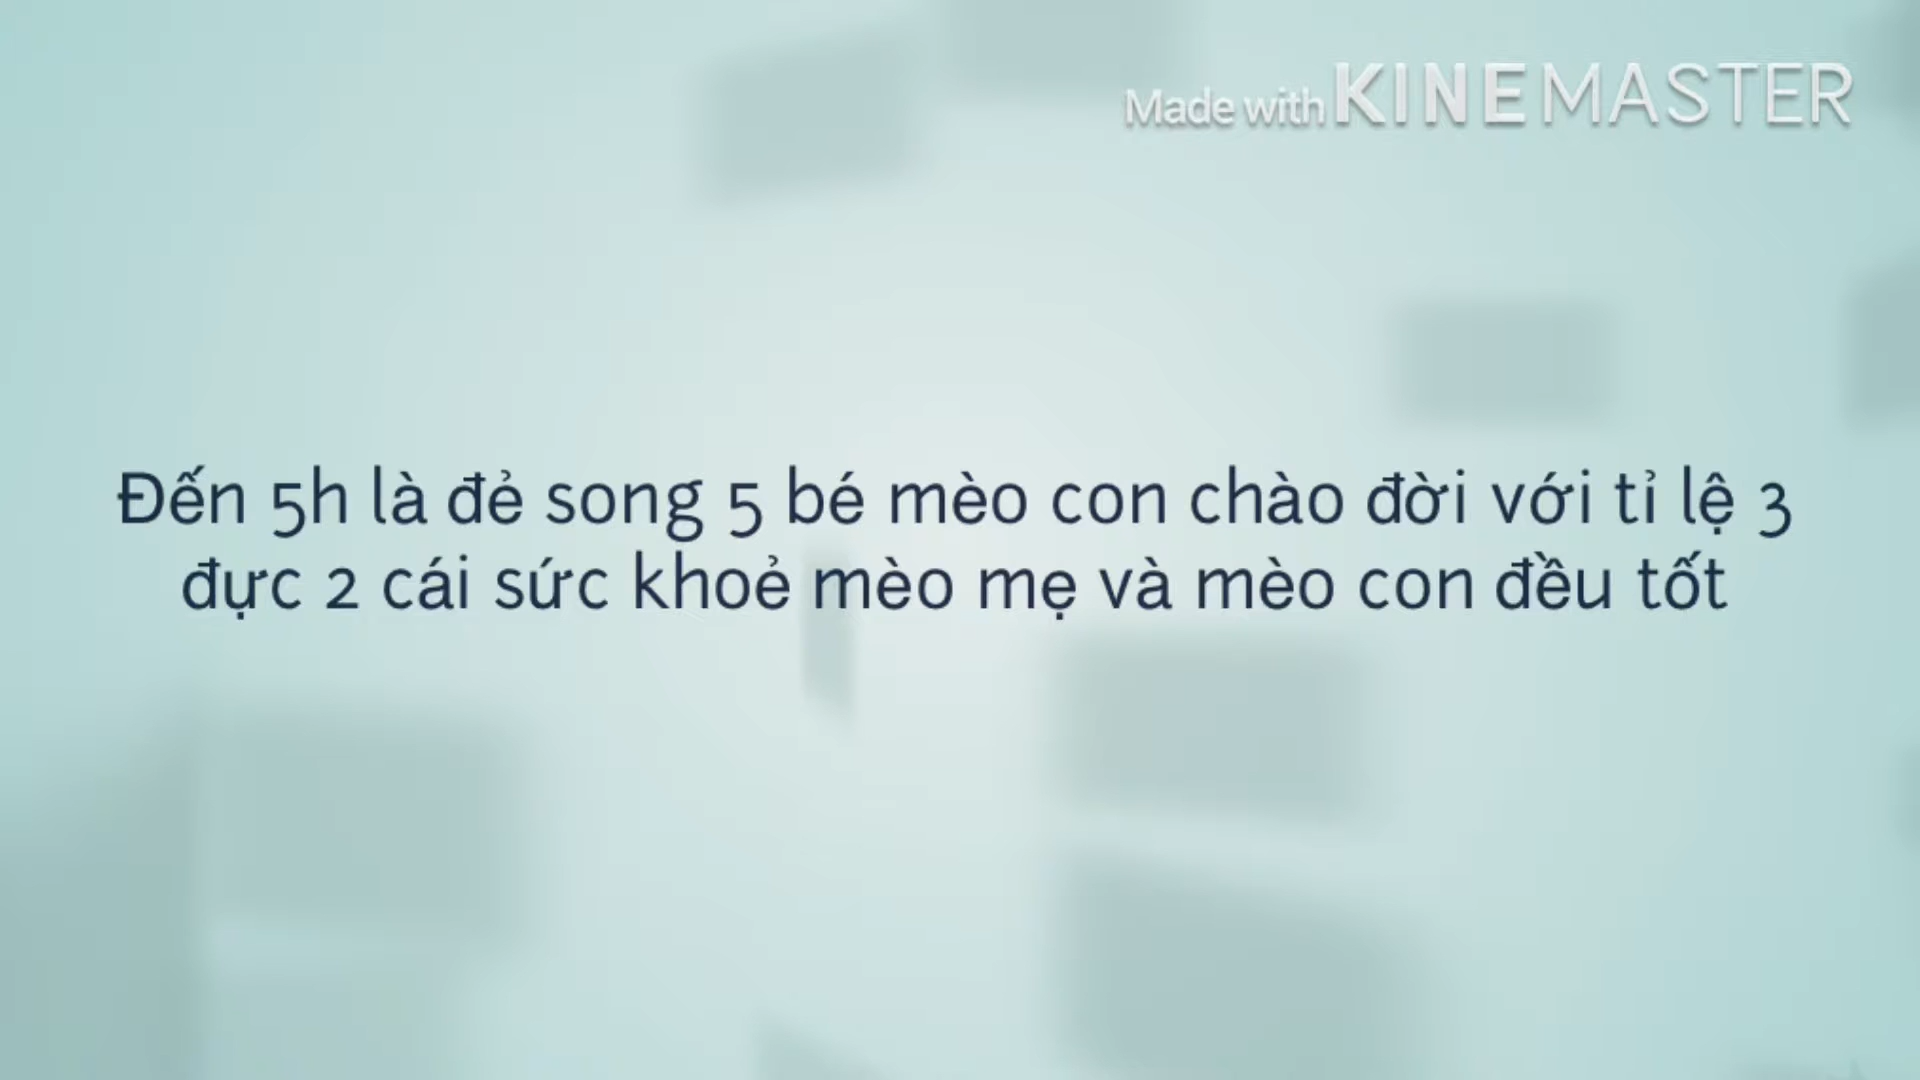 Made with KINEMASTER
Đến 5h là đẻ song 5 bé mèo con chào đời với tỉ lệ 3
đực 2 cái sức khoẻ mèo mẹ và mèo con đều tốt